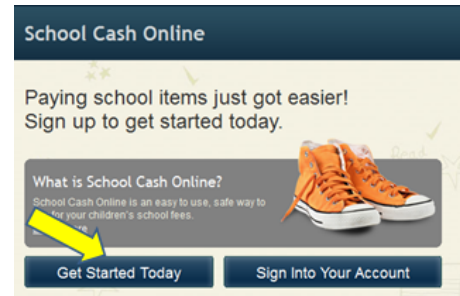 School Cash Online
Paying school items just got easier!
Sign up to get started today.
What is School Cash Online?
School Cash Online is an easy to use, safe way to
for your children's school fees.
Get Started Today
Sign Into Your Account